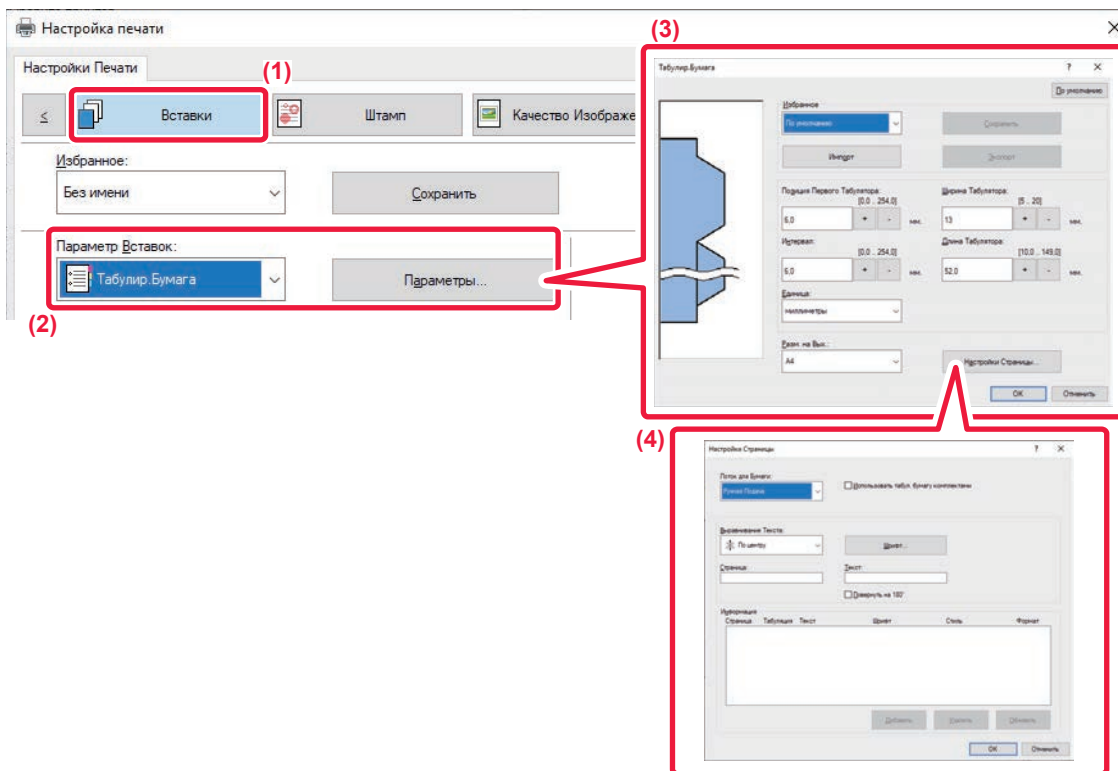 Настройка печати
Настройки Печати
(1)
<
Вставки
Штамп
Качество Изображе
Избранное:
Без имени
Сохранить
Параметр Вставок:
Табулир.Бумага
Параметры...
(2)
(3)
Табулир.Бумага
?
По умолчанию
Избранное
По умолчанию
Сохранить
Импорт
Экспорт
Позиция Первого Табулятора:
[0,0 .. 254,0]
6,0
+ -
мм.
Ширина Табулятора:
[5 .. 20]
13
+ -
мм.
Интервал:
[0,0 .. 254,0]
6,0
+ -
мм.
Длина Табулятора:
[10,0 .. 149,0]
52,0
+ -
мм.
Единица:
миллиметры
Разм. на Вых.:
A4
Настройки Страницы...
OK
Отменить
(4)
Настройка Страницы
?
Лоток для Бумаги:
Ручная Подача
Использовать табул. бумагу комплектами
Выравнивание Текста:
По центру
Шрифт...
Страница:
Текст:
Повернуть на 180°
Информация
Страница Табуляция Текст Шрифт Стиль Формат
Добавить
Удалить
Обновить
OK
Отменить